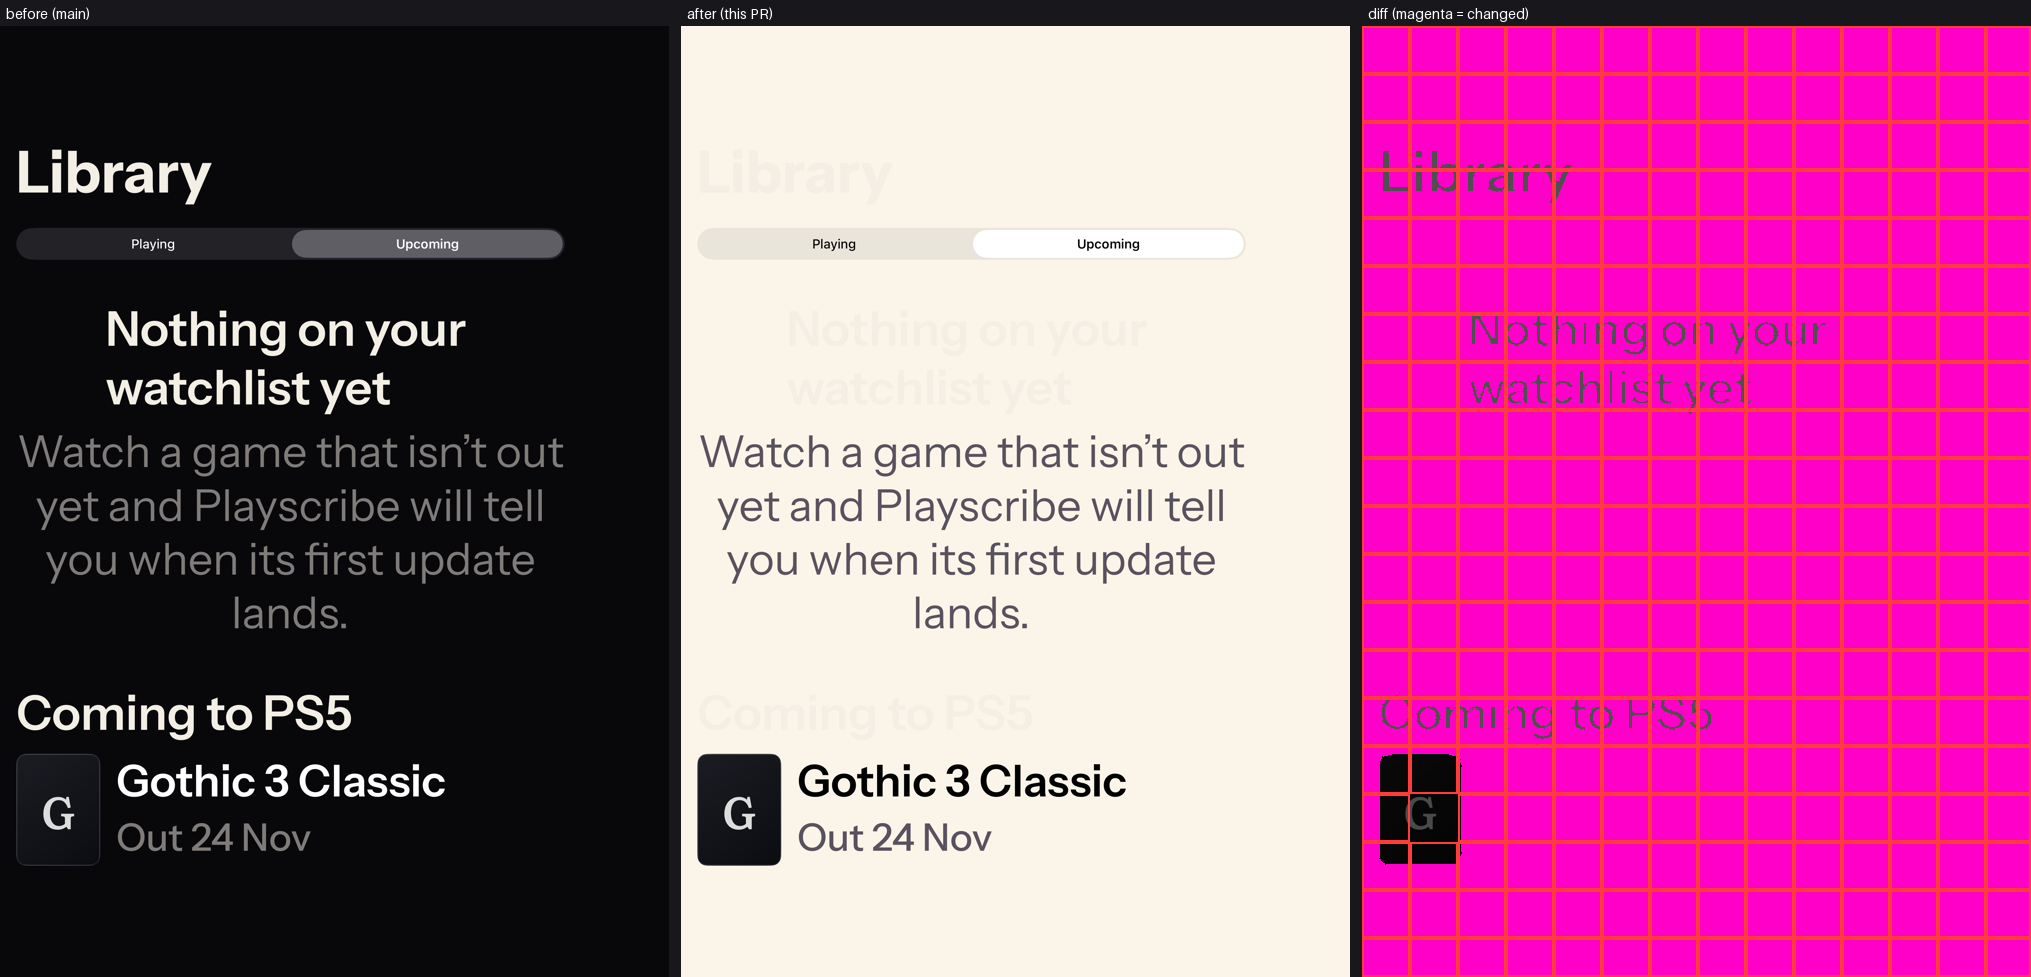 before (main)
Library
Playing
Upcoming
Nothing on your
watchlist yet
Watch a game that isn’t out
yet and Playscribe will tell
you when its first update
lands.
Coming to PS5
G
Gothic 3 Classic
Out 24 Nov
after (this PR)
Library
Playing
Upcoming
Nothing on your
watchlist yet
Watch a game that isn’t out
yet and Playscribe will tell
you when its first update
lands.
Coming to PS5
G
Gothic 3 Classic
Out 24 Nov
diff (magenta = changed)
Library
Nothing on your
watchlist yet
Coming to PS5
G